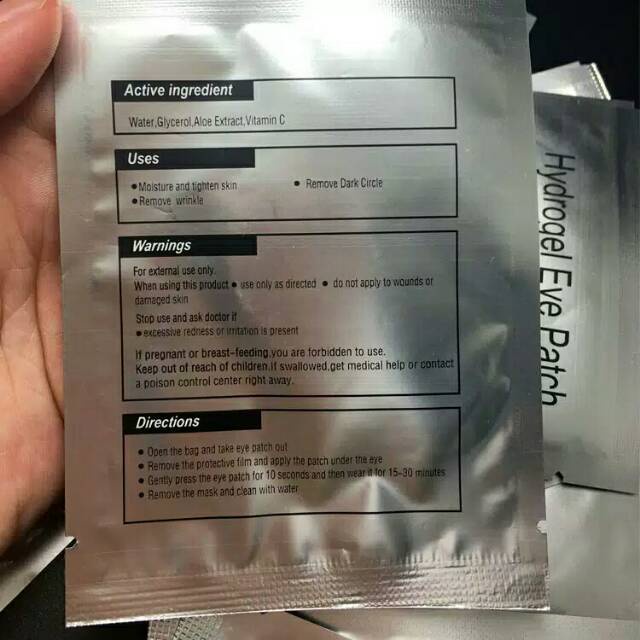 Active ingredient
Water,Glycerol,Aloe Extract,Vitamin C
Uses
• Moisture and tighten skin • Remove Dark Circle
• Remove wrinkle
Warnings
For external use only.
When using this product • use only as directed • do not apply to wounds or
damaged skin
Stop use and ask doctor if
• excessive redness or irritation is present
If pregnant or breast-feeding,you are forbidden to use.
Keep out of reach of children.If swallowed,get medical help or contact
a poison control center right away.
Directions
• Open the bag and take eye patch out
• Remove the protective film and apply the patch under the eye
• Gently press the eye patch for 10 seconds and then wear it for 15-30 minutes
• Remove the mask and clean with water
Hydrogel Eye Patch